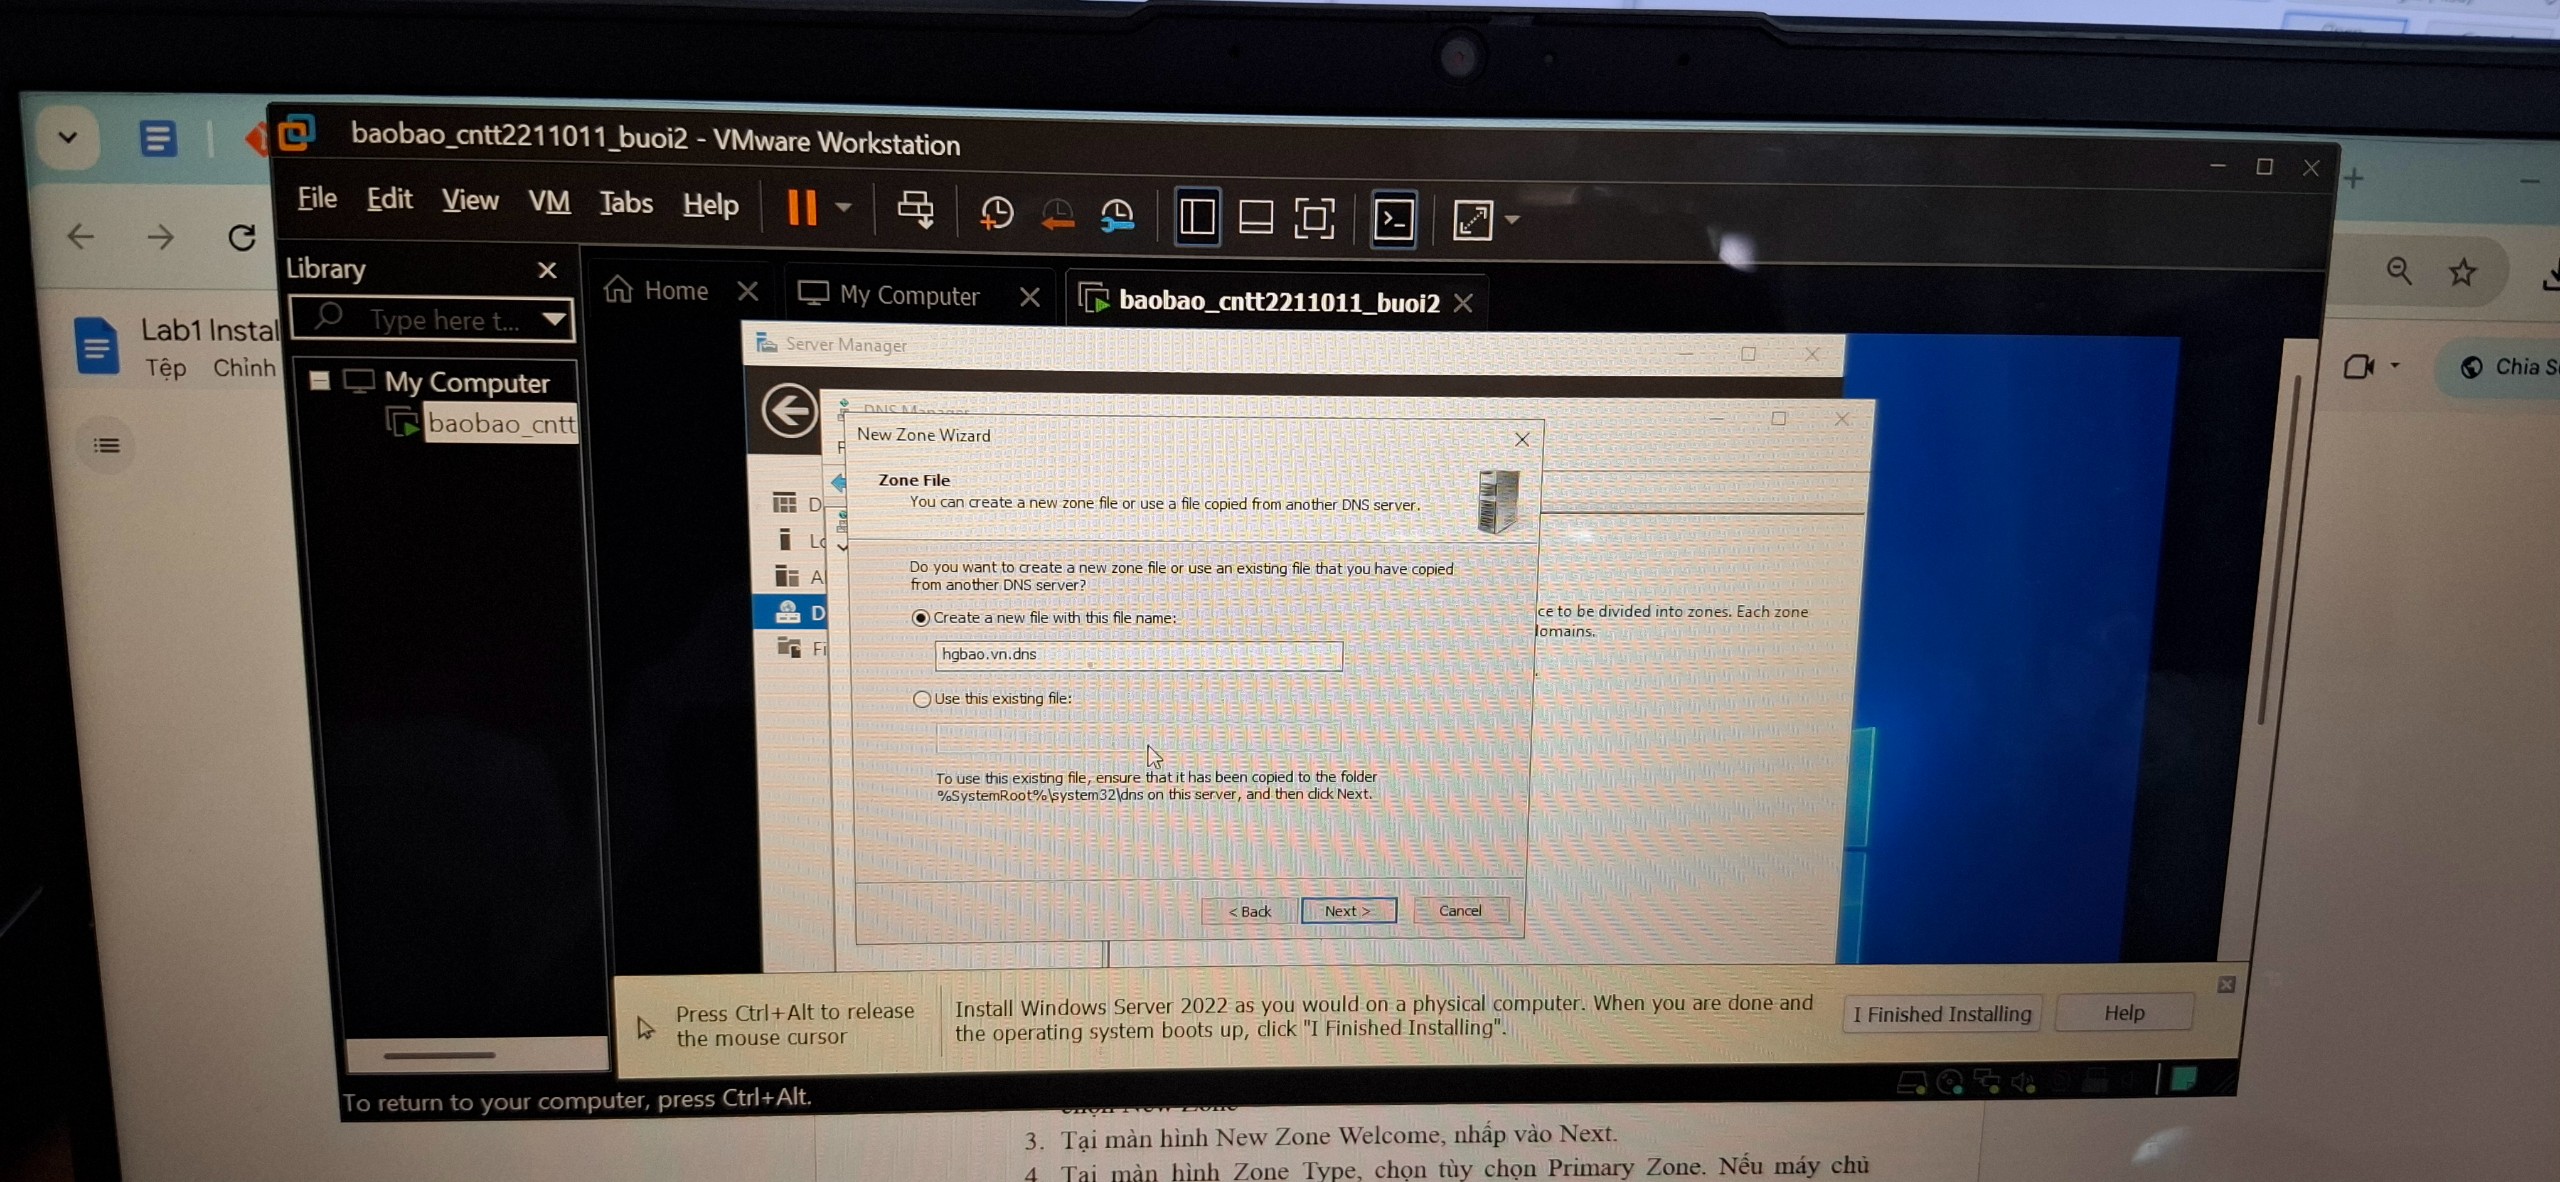 baobao_cntt2211011_buoi2 - VMware Workstation
File Edit View VM Tabs Help
Library
Type here t...
Home
My Computer
baobao_cntt2211011_buoi2
Lab1 Instal
Tệp Chỉnh
My Computer
baobao_cntt
Chia S
Server Manager
DNS Manager
New Zone Wizard
F
Zone File
You can create a new zone file or use a file copied from another DNS server.
D
Lo
A
D
Fi
Do you want to create a new zone file or use an existing file that you have copied
from another DNS server?
Create a new file with this file name:
hgbao.vn.dns
Use this existing file:
To use this existing file, ensure that it has been copied to the folder
%SystemRoot%\system32\dns on this server, and then click Next.
ce to be divided into zones. Each zone
omains.
< Back Next > Cancel
Press Ctrl+Alt to release
the mouse cursor
Install Windows Server 2022 as you would on a physical computer. When you are done and
the operating system boots up, click "I Finished Installing".
I Finished Installing
Help
To return to your computer, press Ctrl+Alt.
chọn New Zone
3. Tại màn hình New Zone Welcome, nhấp vào Next.
4 Tại màn hình Zone Type, chọn tùy chọn Primary Zone. Nếu máy chủ